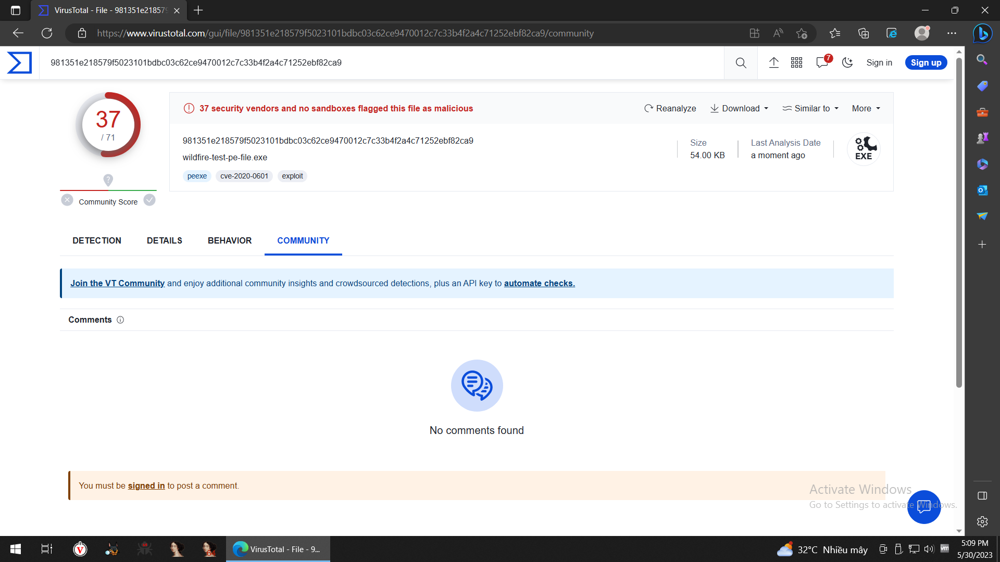 VirusTotal - File - 981351e21857
https://www.virustotal.com/gui/file/981351e218579f5023101bdbc03c62ce9470012c7c33b4f2a4c71252ebf82ca9/community
981351e218579f5023101bdbc03c62ce9470012c7c33b4f2a4c71252ebf82ca9
7
Sign in
Sign up
37
/ 71
37 security vendors and no sandboxes flagged this file as malicious
Reanalyze
Download
Similar to
More
981351e218579f5023101bdbc03c62ce9470012c7c33b4f2a4c71252ebf82ca9
wildfire-test-pe-file.exe
peexe
cve-2020-0601
exploit
Size
54.00 KB
Last Analysis Date
a moment ago
EXE
?
Community Score
DETECTION
DETAILS
BEHAVIOR
COMMUNITY
Join the VT Community and enjoy additional community insights and crowdsourced detections, plus an API key to automate checks.
Comments
No comments found
You must be signed in to post a comment.
Activate Windows
Go to Settings to activate Windows.
V
64
VirusTotal - File - 9...
32°C Nhiều mây
vm
5:09 PM
5/30/2023